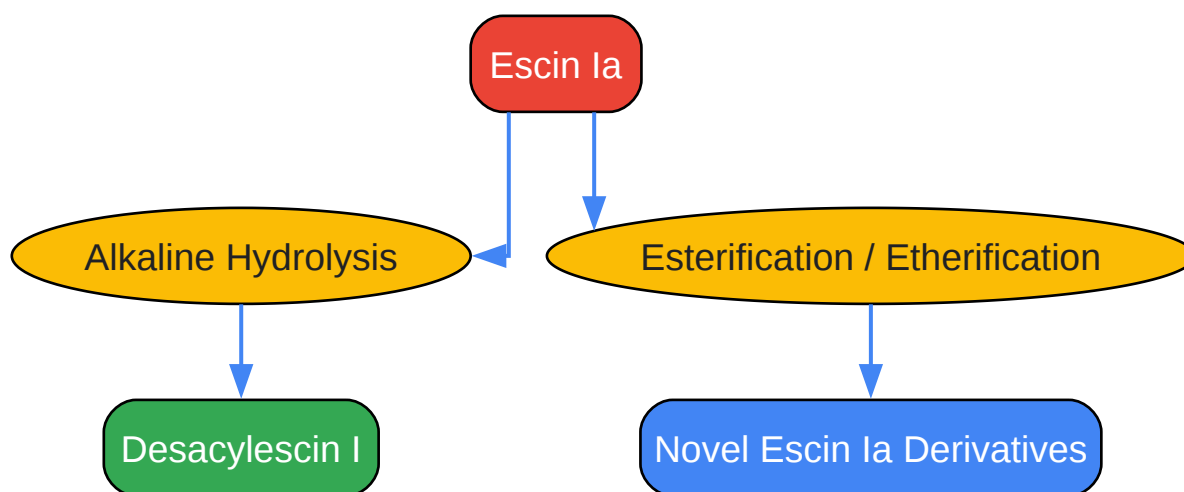 Escin Ia
Alkaline Hydrolysis
Esterification / Etherification
Desacylescin I
Novel Escin Ia Derivatives